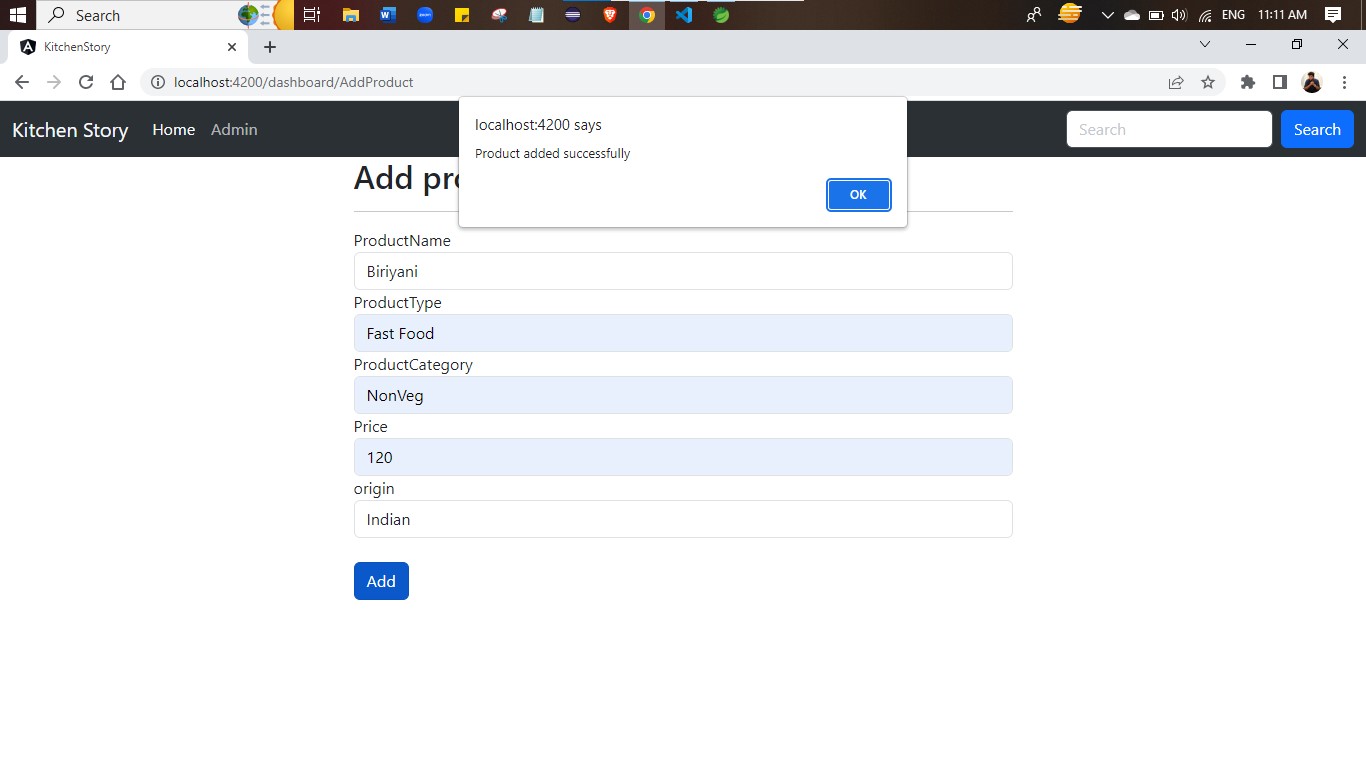 Search
ENG 11:11 AM
KitchenStory
localhost:4200/dashboard/AddProduct
Kitchen Story Home Admin Search Search
localhost:4200 says
Product added successfully
OK
Add pro
ProductName
Biriyani
ProductType
Fast Food
ProductCategory
NonVeg
Price
120
origin
Indian
Add